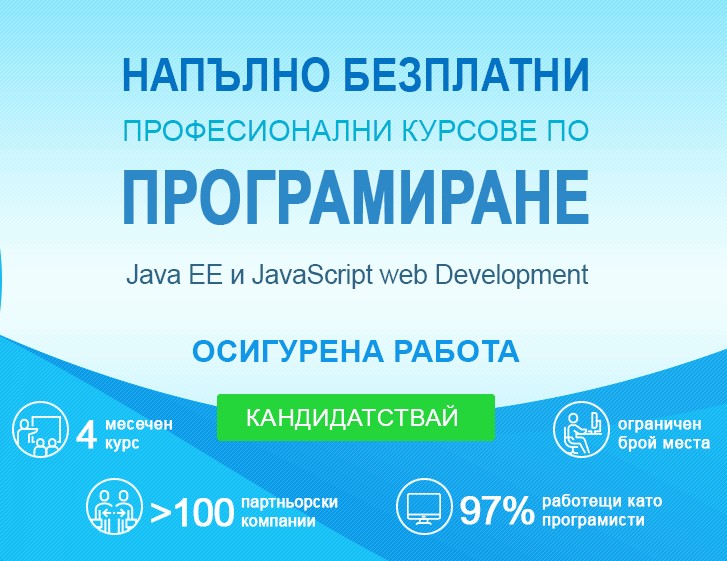 НАПЪЛНО БЕЗПЛАТНИ
ПРОФЕСИОНАЛНИ КУРСОВЕ ПО
ПРОГРАМИРАНЕ
Java EE и JavaScript web Development
ОСИГУРЕНА РАБОТА
КАНДИДАТСТВАЙ
4 месечен
курс
ограничен
брой места
>100 партньорски
компании
97% работещи като
програмисти